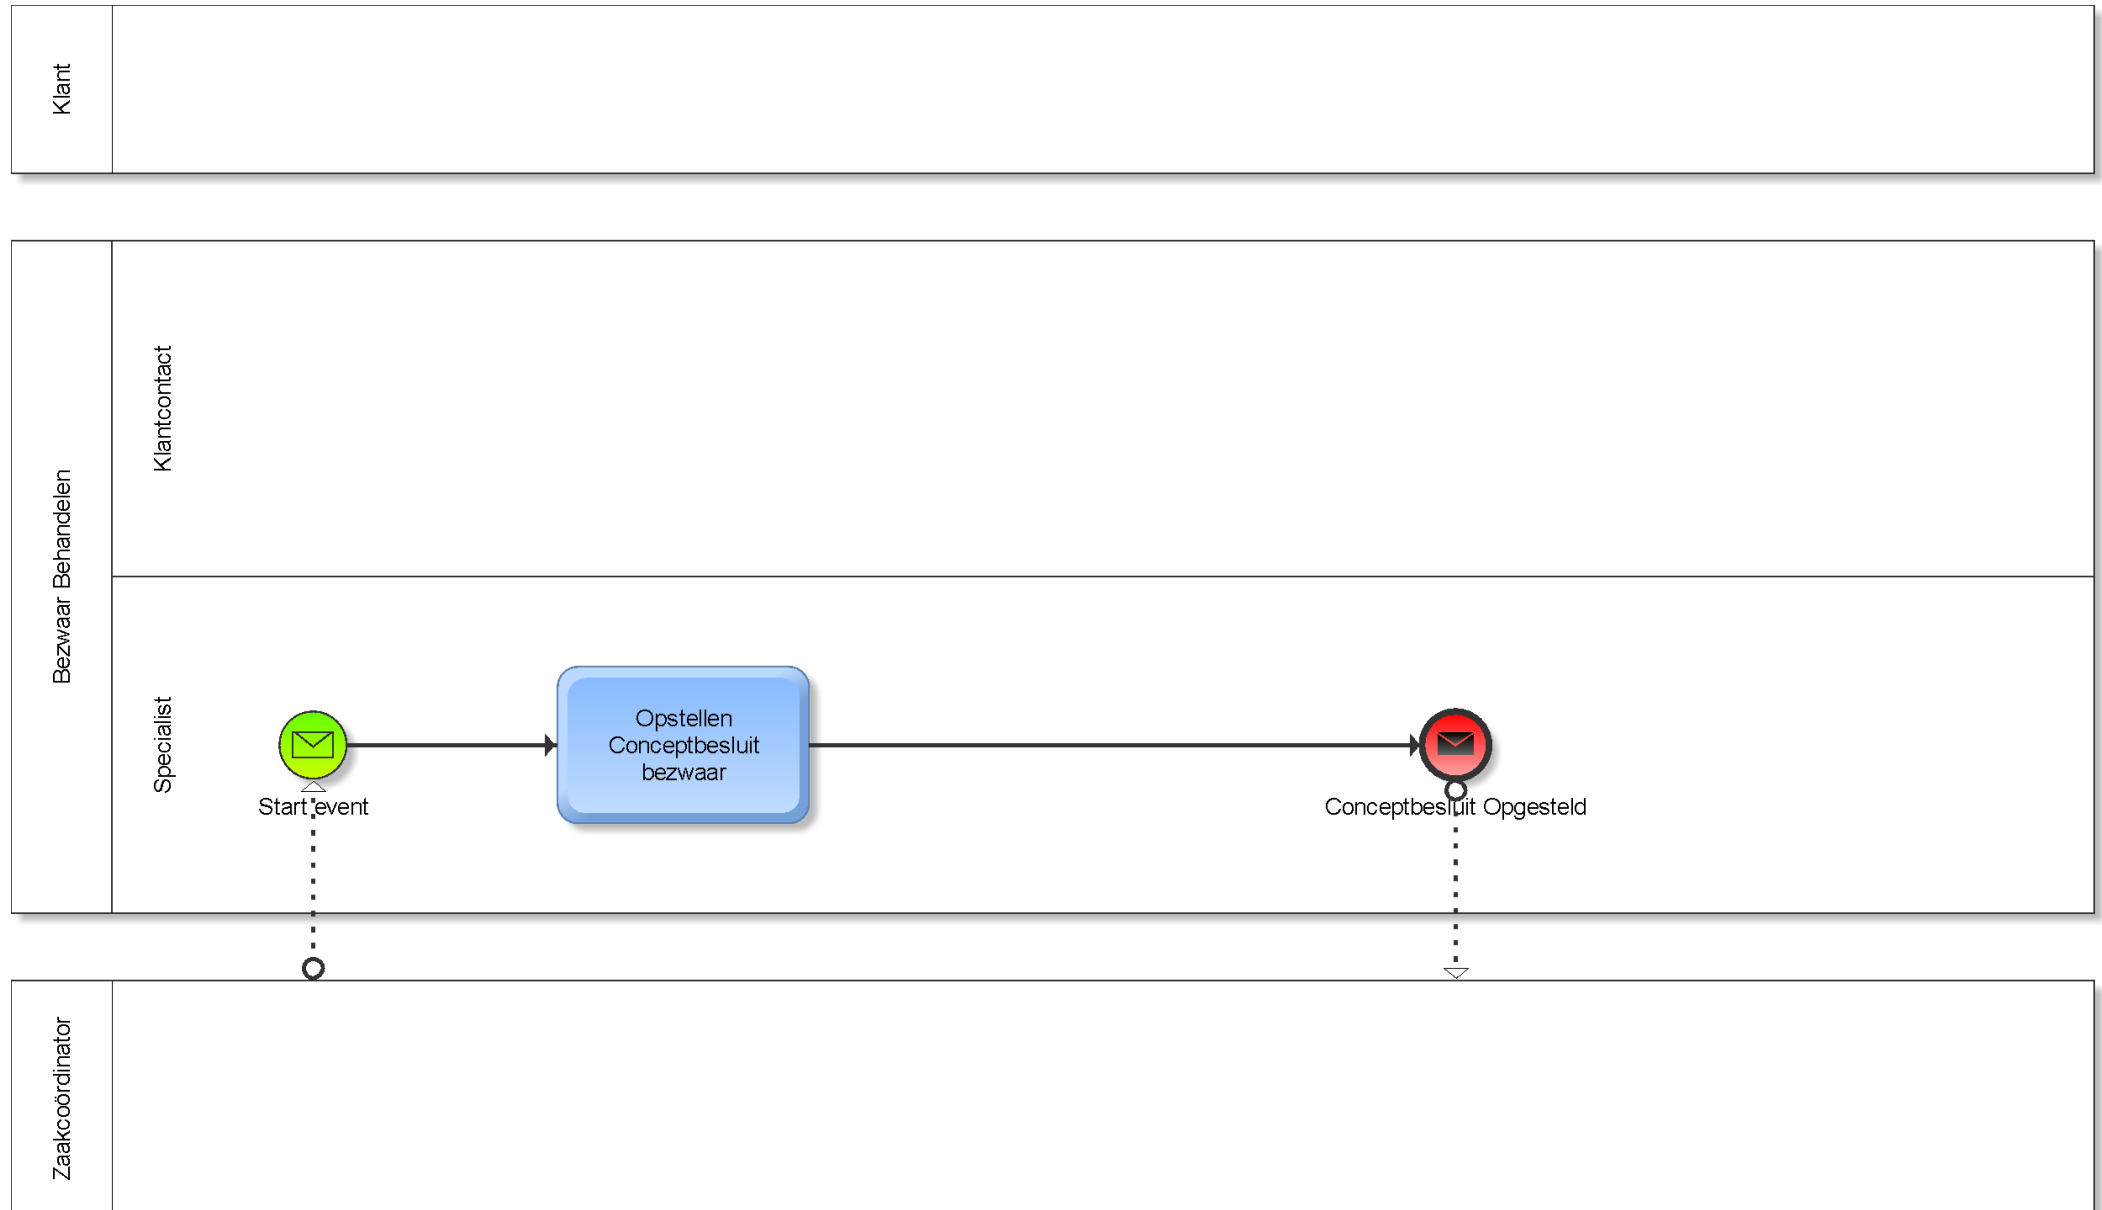 Klant
Bezwaar Behandelen
Klantcontact
Specialist
Start event
Opstellen
Conceptbesluit
bezwaar
Conceptbesluit Opgesteld
Zaakcoördinator